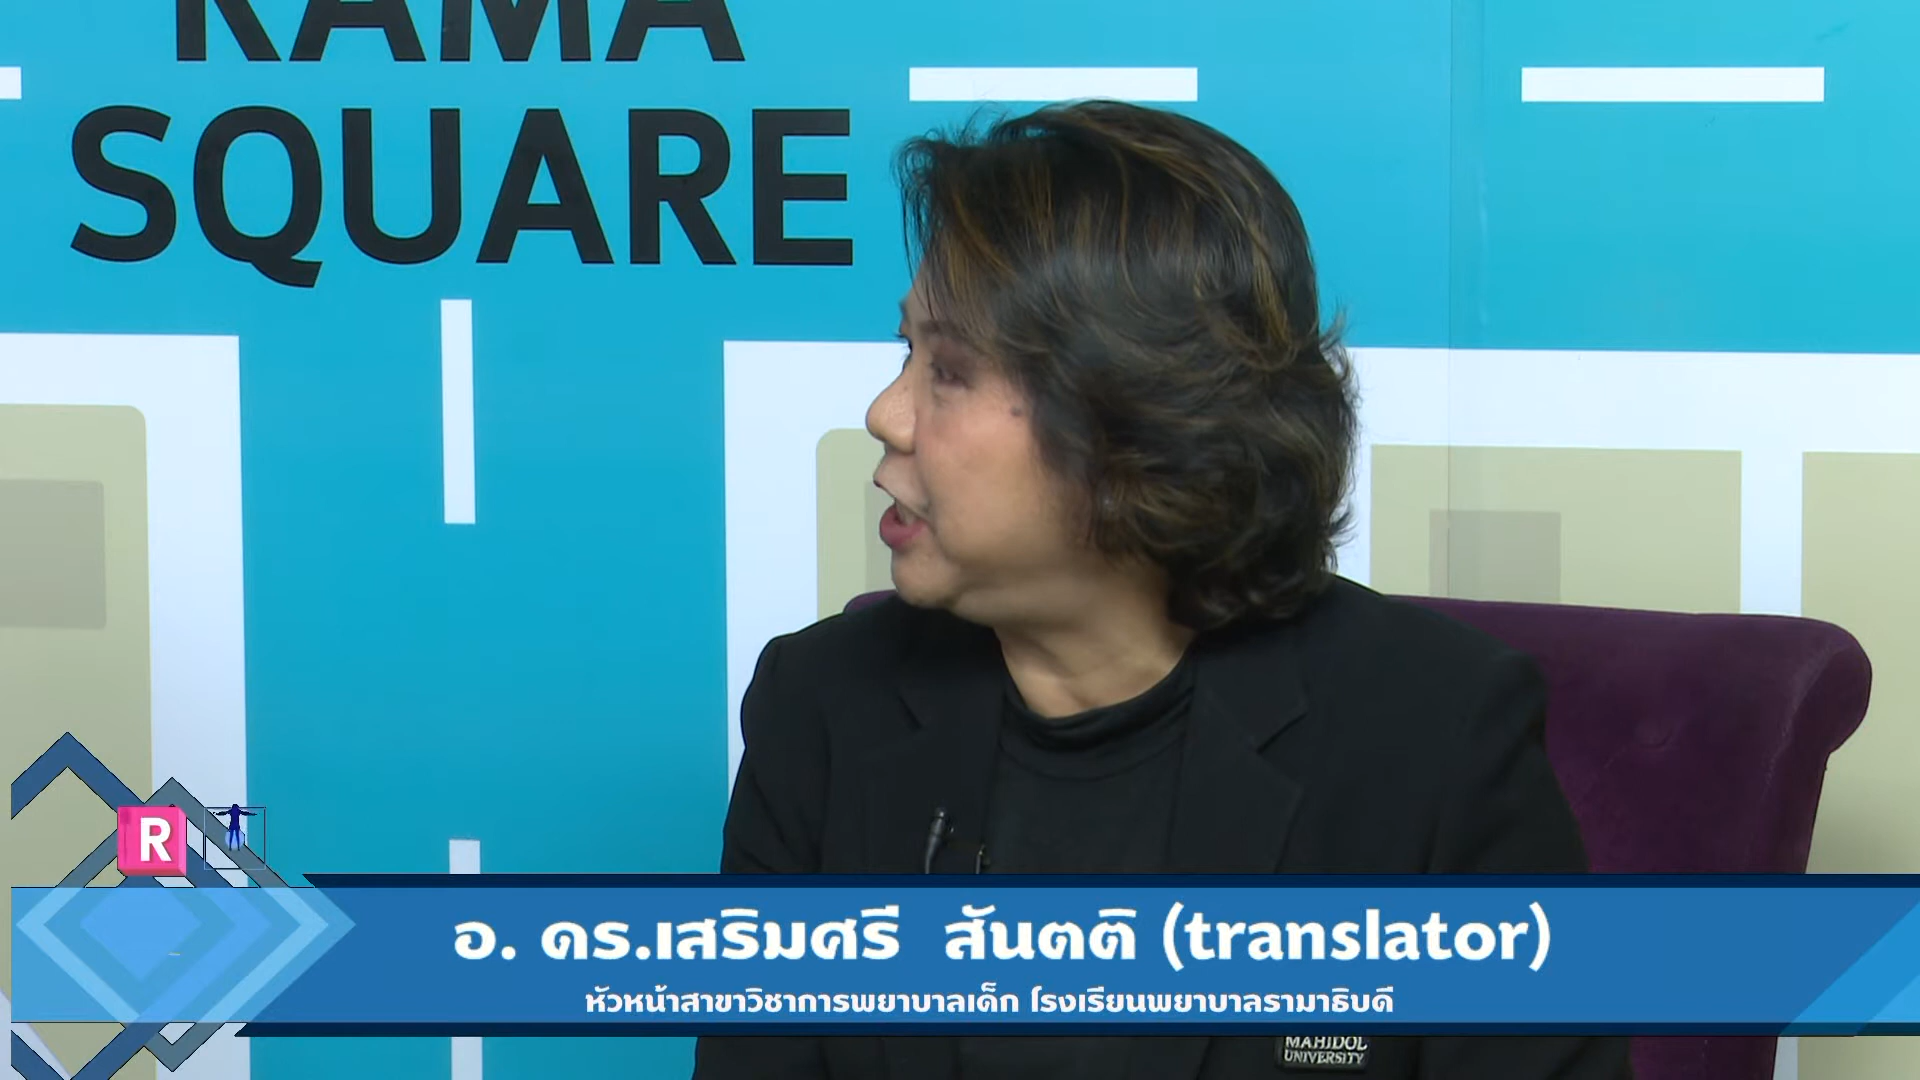 RAMA
SQUARE
R
อ. ดร.เสริมศรี สันตติ (translator)
หัวหน้าสาขาวิชาการพยาบาลเด็ก โรงเรียนพยาบาลรามาธิบดี
MAHIDOL
UNIVERSITY